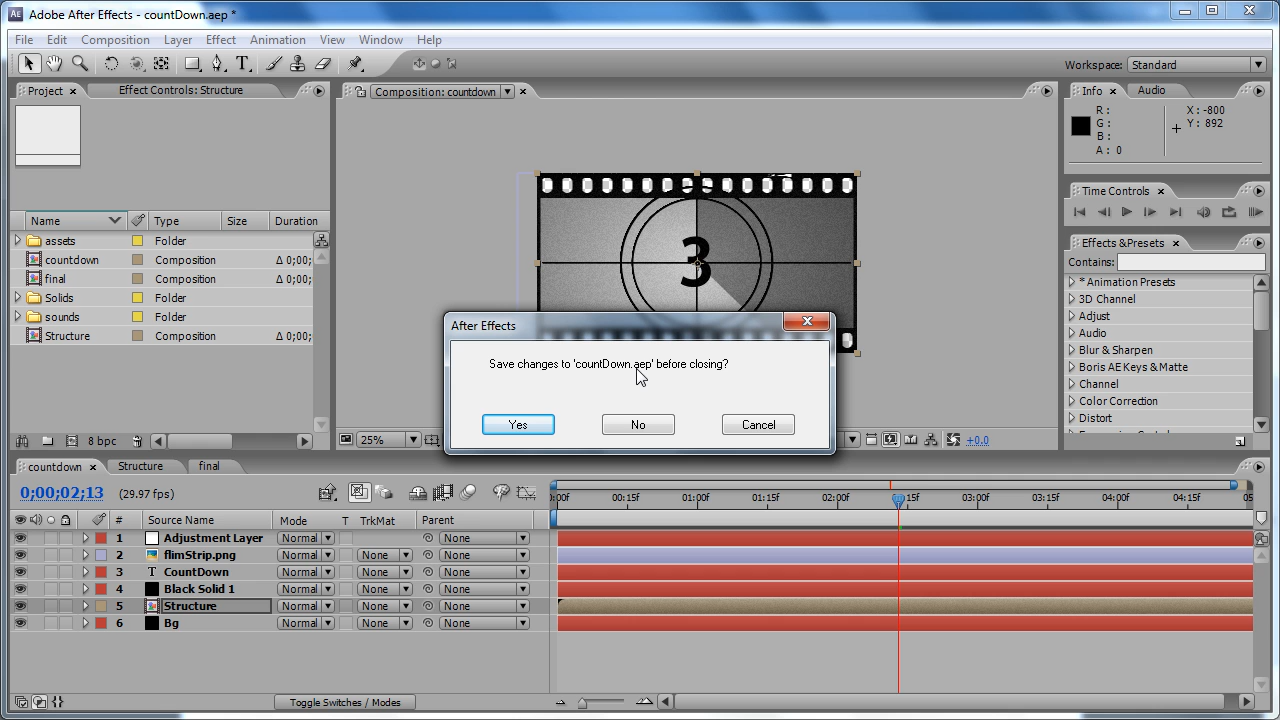 Adobe After Effects - countDown.aep *
File Edit Composition Layer Effect Animation View Window Help
Workspace: Standard
Project Effect Controls: Structure
Composition: countdown
Info Audio
R :
G :
B :
A : 0
X : -800
Y : 892
Time Controls
Effects &Presets
Contains:
* Animation Presets
3D Channel
Adjust
Audio
Blur & Sharpen
Boris AE Keys & Matte
Channel
Color Correction
Distort
Name Type Size Duration
assets Folder
countdown Composition Δ 0;00;
final Composition Δ 0;00;
Solids Folder
sounds Folder
Structure Composition Δ 0;00;
8 bpc
3
After Effects
Save changes to 'countDown.aep' before closing?
Yes No Cancel
25%
+0.0
countdown Structure final
0;00;02;13 (29.97 fps)
:00f 00:15f 01:00f 01:15f 02:00f 03:00f 03:15f 04:00f 04:15f 05
# Source Name Mode T TrkMat Parent
1 Adjustment Layer Normal None
2 flimStrip.png Normal None None
3 CountDown Normal None None
4 Black Solid 1 Normal None None
5 Structure Normal None None
6 Bg Normal None None
Toggle Switches / Modes